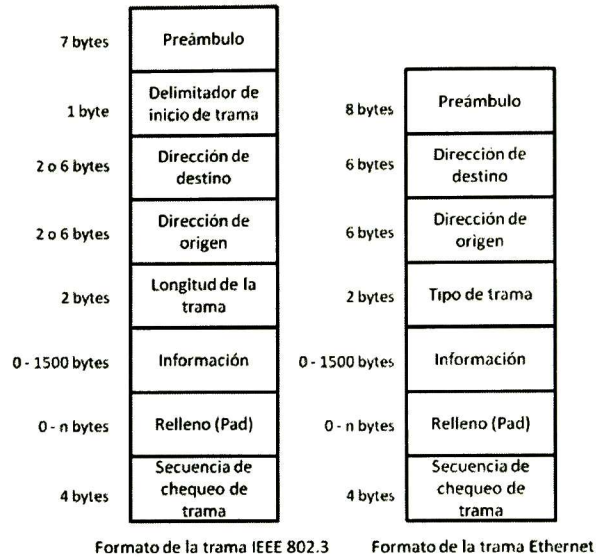 7 bytes
Preámbulo
1 byte
Delimitador de
inicio de trama
2 o 6 bytes
Dirección de
destino
2 o 6 bytes
Dirección de
origen
2 bytes
Longitud de la
trama
0 - 1500 bytes
Información
0 - n bytes
Relleno (Pad)
4 bytes
Secuencia de
chequeo de
trama
Formato de la trama IEEE 802.3
8 bytes
Preámbulo
6 bytes
Dirección de
destino
6 bytes
Dirección de
origen
2 bytes
Tipo de trama
0 - 1500 bytes
Información
0 - n bytes
Relleno (Pad)
4 bytes
Secuencia de
chequeo de
trama
Formato de la trama Ethernet